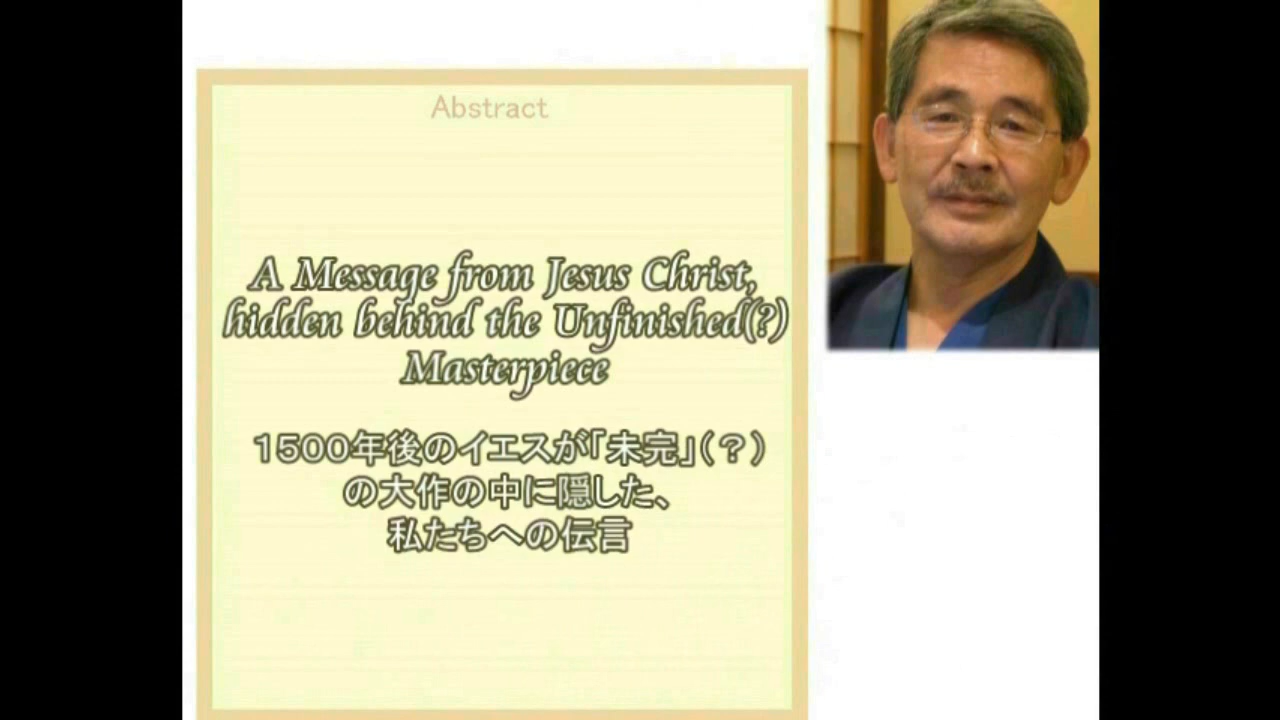 Abstract
A Message from Jesus Christ,
hidden behind the Unfinished(?)
Masterpiece
１５００年後のイエスが「未完」（？）
の大作の中に隠した、
私たちへの伝言